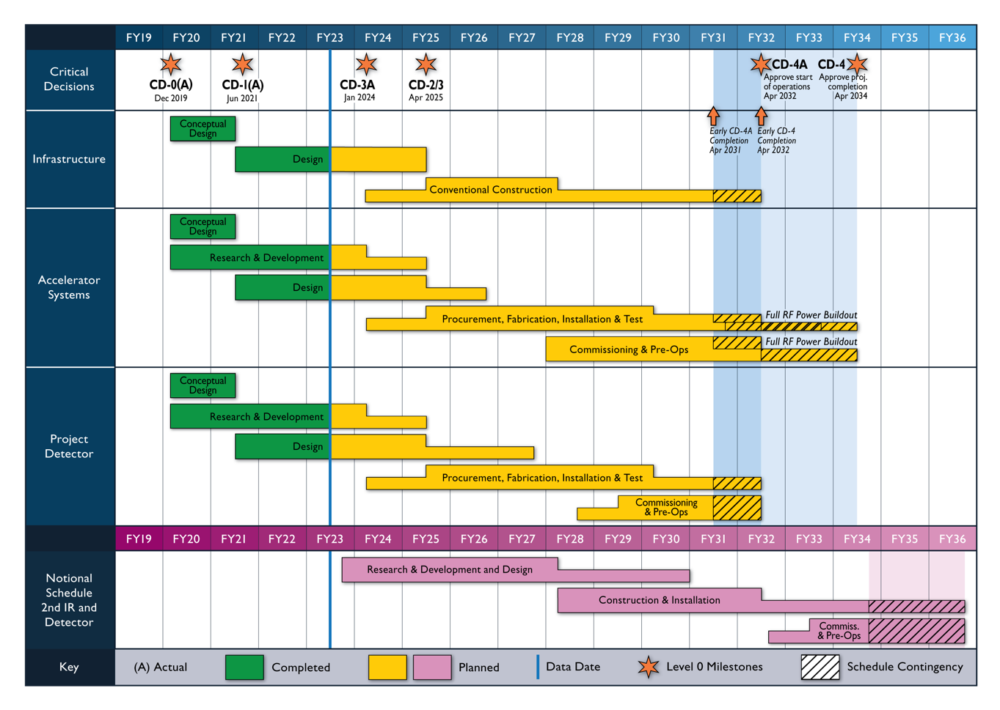 FY19 FY20 FY21 FY22 FY23 FY24 FY25 FY26 FY27 FY28 FY29 FY30 FY31 FY32 FY33 FY34 FY35 FY36
Critical
Decisions
CD-0(A)
Dec 2019
CD-1(A)
Jun 2021
CD-3A
Jan 2024
CD-2/3
Apr 2025
CD-4A
Approve start
of operations
Apr 2032
CD-4
Approve proj.
completion
Apr 2034
Infrastructure
Conceptual
Design
Design
Conventional Construction
Early CD-4A
Completion
Apr 2031
Early CD-4
Completion
Apr 2032
Accelerator
Systems
Conceptual
Design
Research & Development
Design
Procurement, Fabrication, Installation & Test
Full RF Power Buildout
Commissioning & Pre-Ops
Full RF Power Buildout
Project
Detector
Conceptual
Design
Research & Development
Design
Procurement, Fabrication, Installation & Test
Commissioning
& Pre-Ops
FY19 FY20 FY21 FY22 FY23 FY24 FY25 FY26 FY27 FY28 FY29 FY30 FY31 FY32 FY33 FY34 FY35 FY36
Notional
Schedule
2nd IR and
Detector
Research & Development and Design
Construction & Installation
Commiss.
& Pre-Ops
Key
(A) Actual
Completed
Planned
Data Date
Level 0 Milestones
Schedule Contingency